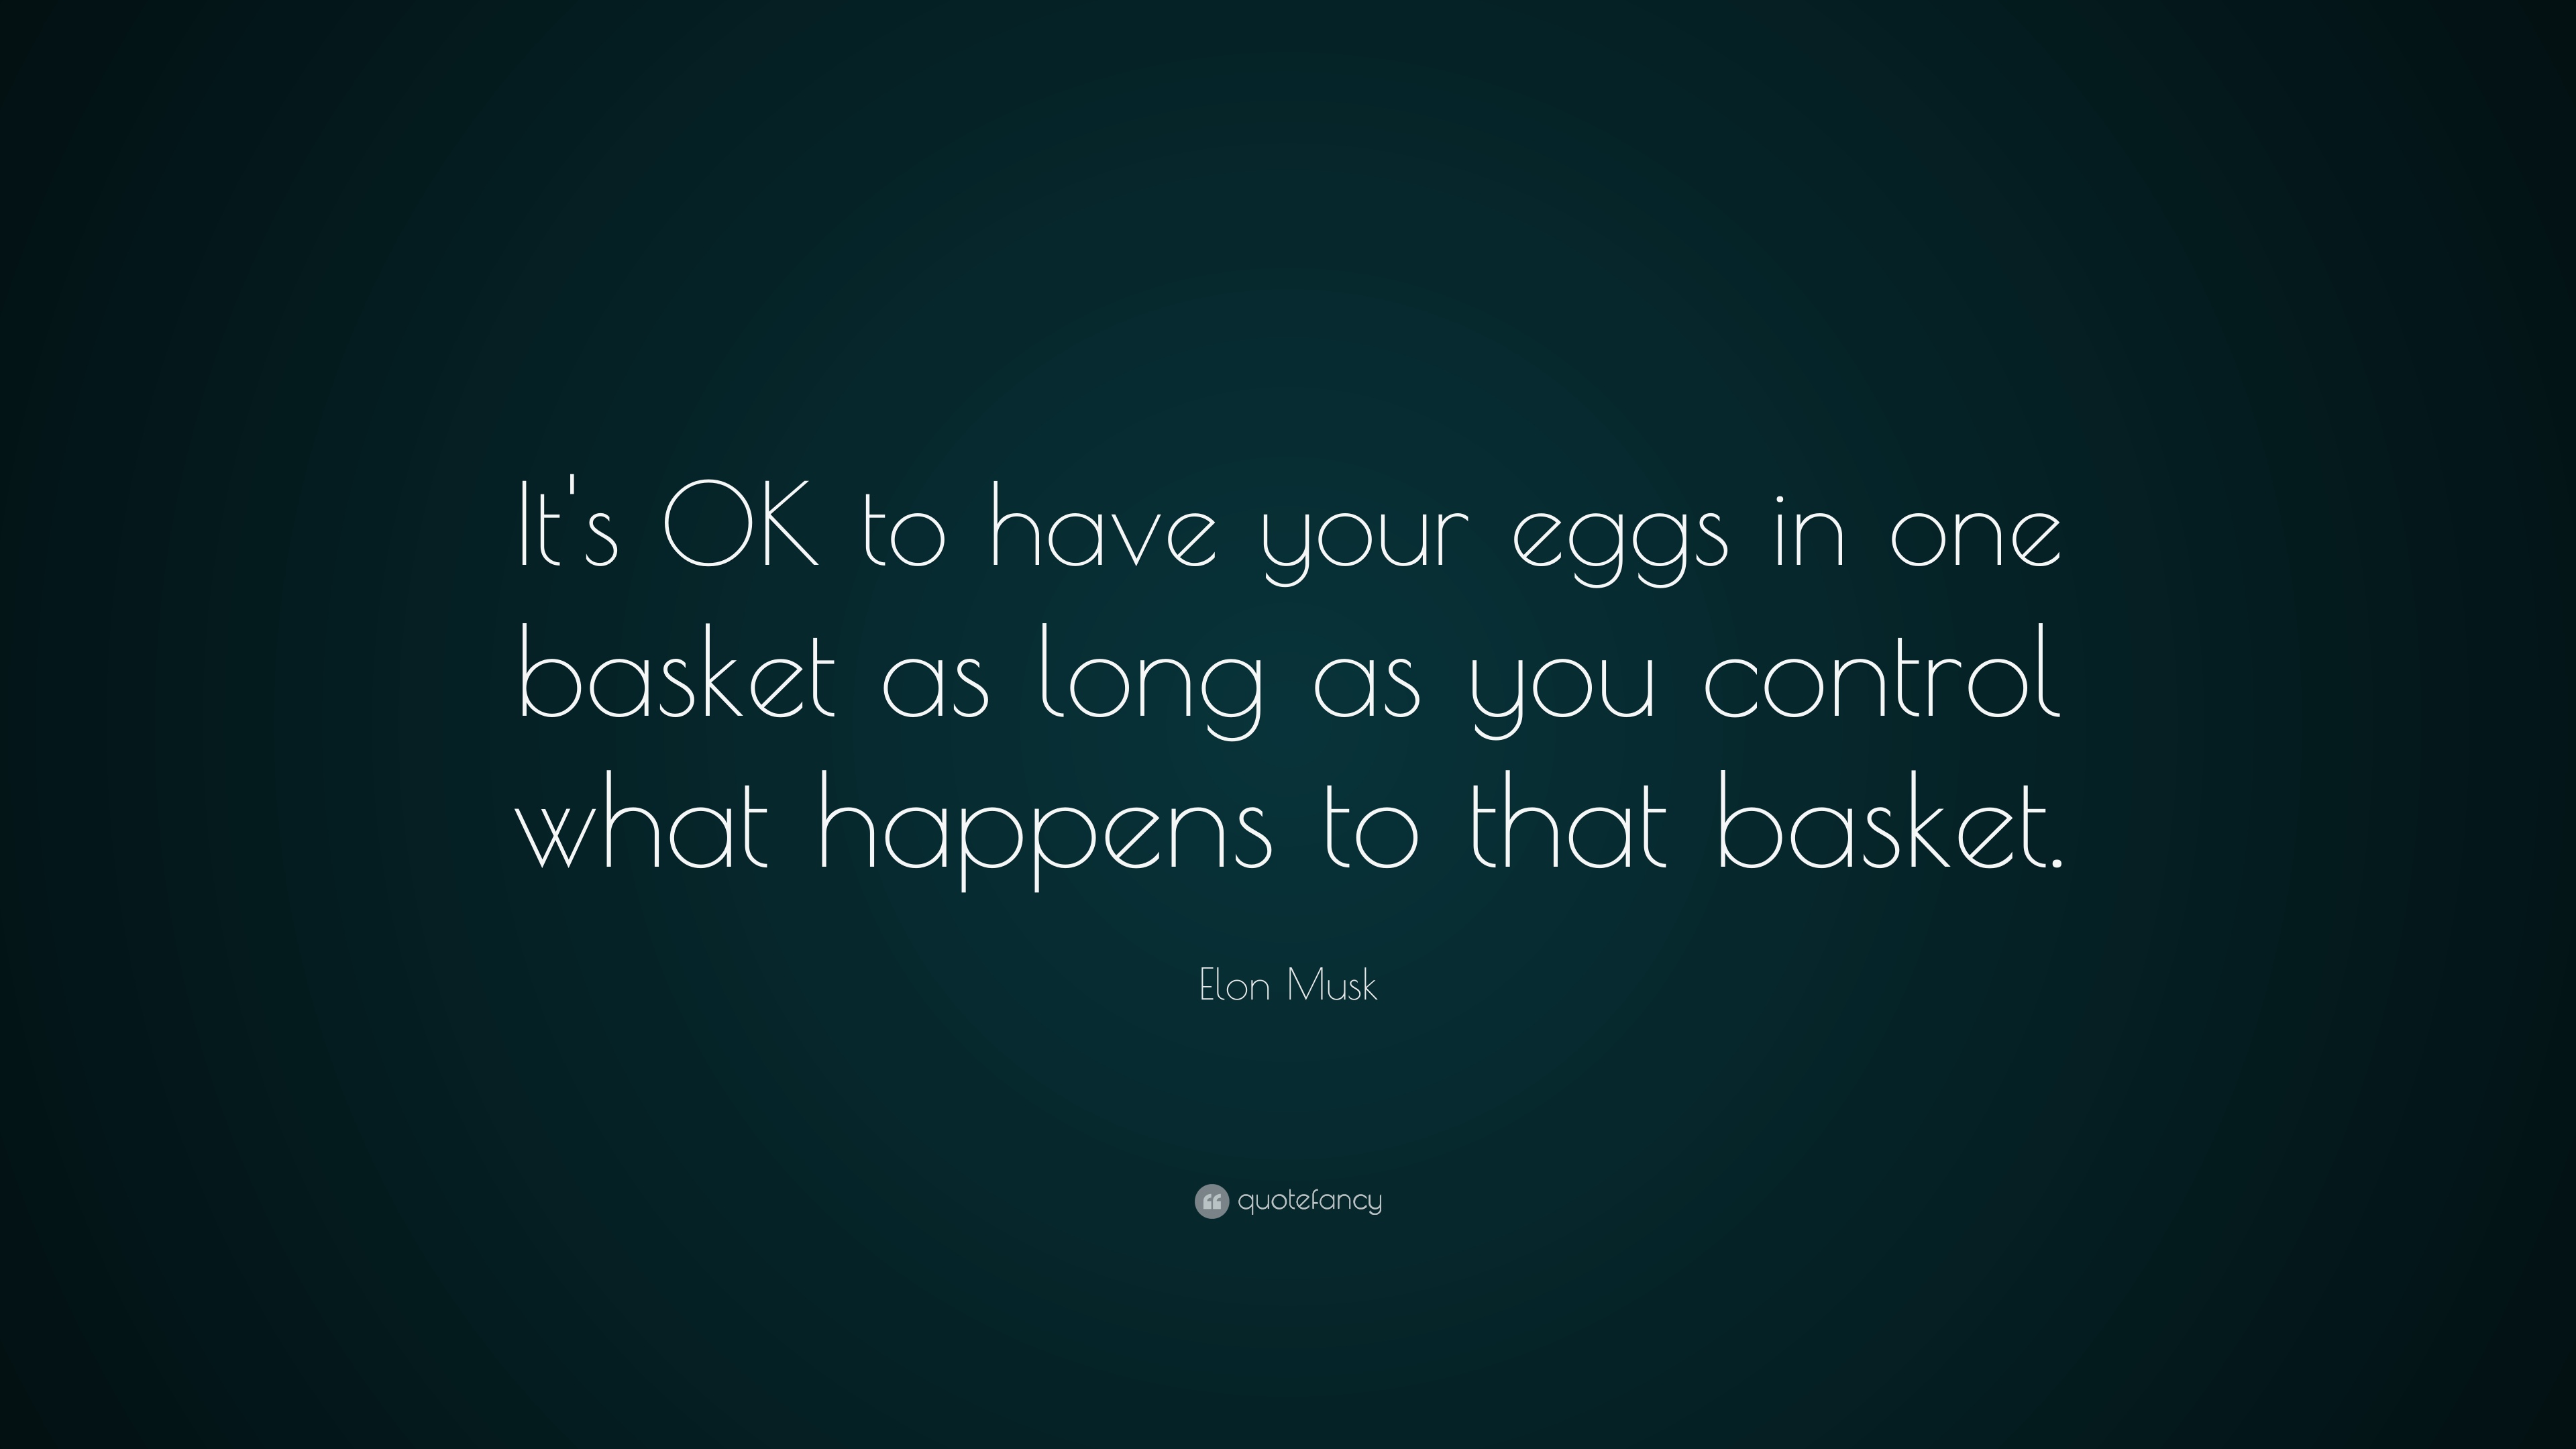 It's OK to have your eggs in one
basket as long as you control
what happens to that basket.
Elon Musk
quotefancy